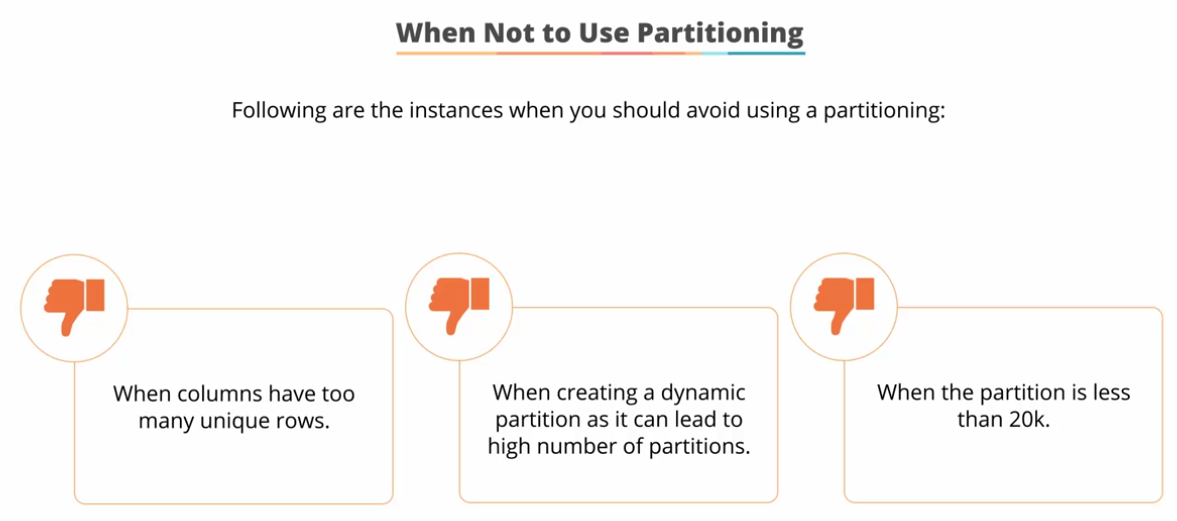 When Not to Use Partitioning
Following are the instances when you should avoid using a partitioning:
When columns have too
many unique rows.
When creating a dynamic
partition as it can lead to
high number of partitions.
When the partition is less
than 20k.